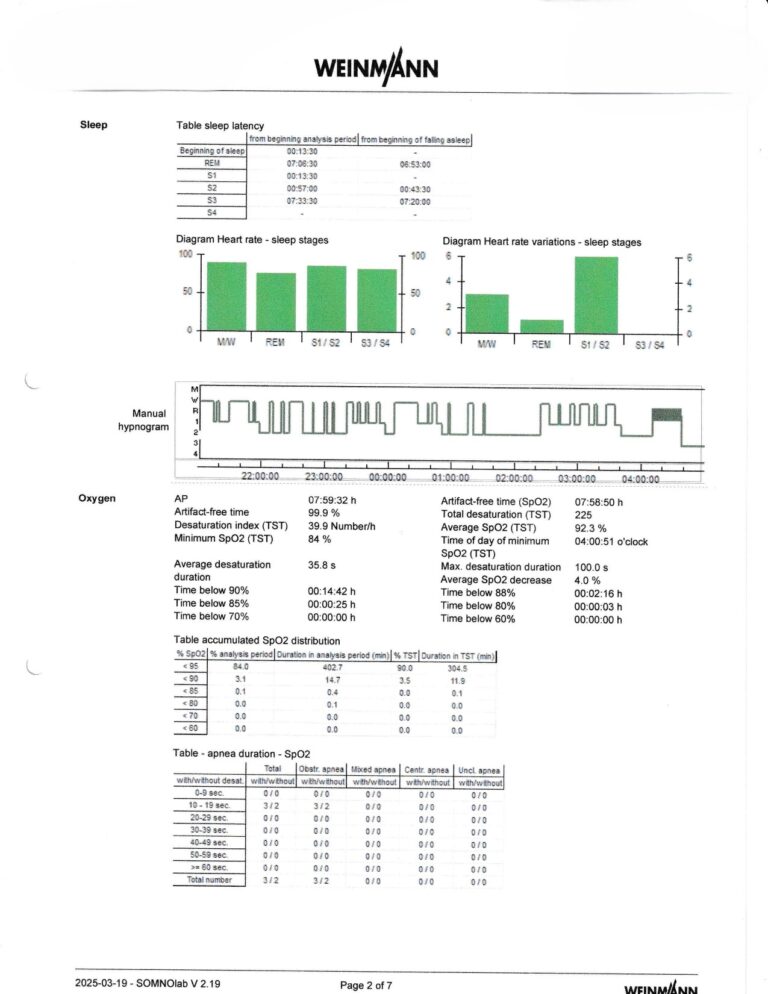 WEINMANN
Sleep
Table sleep latency
from beginning analysis period from beginning of falling asleep
Beginning of sleep 00:13:30 -
REM 07:06:30 06:53:00
S1 00:13:30 -
S2 00:57:00 00:43:30
S3 07:33:30 07:20:00
S4 - -
Diagram Heart rate - sleep stages
100 100
50 50
0 0
M/W REM S1 / S2 S3 / S4
Diagram Heart rate variations - sleep stages
6 6
4 4
2 2
0 0
M/W REM S1 / S2 S3 / S4
Manual
hypnogram
M
W
R
1
2
3
4
22:00:00 23:00:00 00:00:00 01:00:00 02:00:00 03:00:00 04:00:00
Oxygen
AP 07:59:32 h
Artifact-free time 99.9 %
Desaturation index (TST) 39.9 Number/h
Minimum SpO2 (TST) 84 %
Average desaturation 35.8 s
duration
Time below 90% 00:14:42 h
Time below 85% 00:00:25 h
Time below 70% 00:00:00 h
Artifact-free time (SpO2) 07:58:50 h
Total desaturation (TST) 225
Average SpO2 (TST) 92.3 %
Time of day of minimum 04:00:51 o'clock
SpO2 (TST)
Max. desaturation duration 100.0 s
Average SpO2 decrease 4.0 %
Time below 88% 00:02:16 h
Time below 80% 00:00:03 h
Time below 60% 00:00:00 h
Table accumulated SpO2 distribution
% SpO2 % analysis period Duration in analysis period (min) % TST Duration in TST (min)
< 95 84.0 402.7 90.0 304.5
< 90 3.1 14.7 3.5 11.9
< 85 0.1 0.4 0.0 0.1
< 80 0.0 0.1 0.0 0.0
< 70 0.0 0.0 0.0 0.0
< 60 0.0 0.0 0.0 0.0
Table - apnea duration - SpO2
Total Obstr. apnea Mixed apnea Centr. apnea Uncl. apnea
with/without desat. with/without with/without with/without with/without with/without
0-9 sec. 0 / 0 0 / 0 0 / 0 0 / 0 0 / 0
10 - 19 sec. 3 / 2 3 / 2 0 / 0 0 / 0 0 / 0
20-29 sec. 0 / 0 0 / 0 0 / 0 0 / 0 0 / 0
30-39 sec. 0 / 0 0 / 0 0 / 0 0 / 0 0 / 0
40-49 sec. 0 / 0 0 / 0 0 / 0 0 / 0 0 / 0
50-59 sec. 0 / 0 0 / 0 0 / 0 0 / 0 0 / 0
>= 60 sec. 0 / 0 0 / 0 0 / 0 0 / 0 0 / 0
Total number 3 / 2 3 / 2 0 / 0 0 / 0 0 / 0
2025-03-19 - SOMNOlab V 2.19
Page 2 of 7
WEINMANN